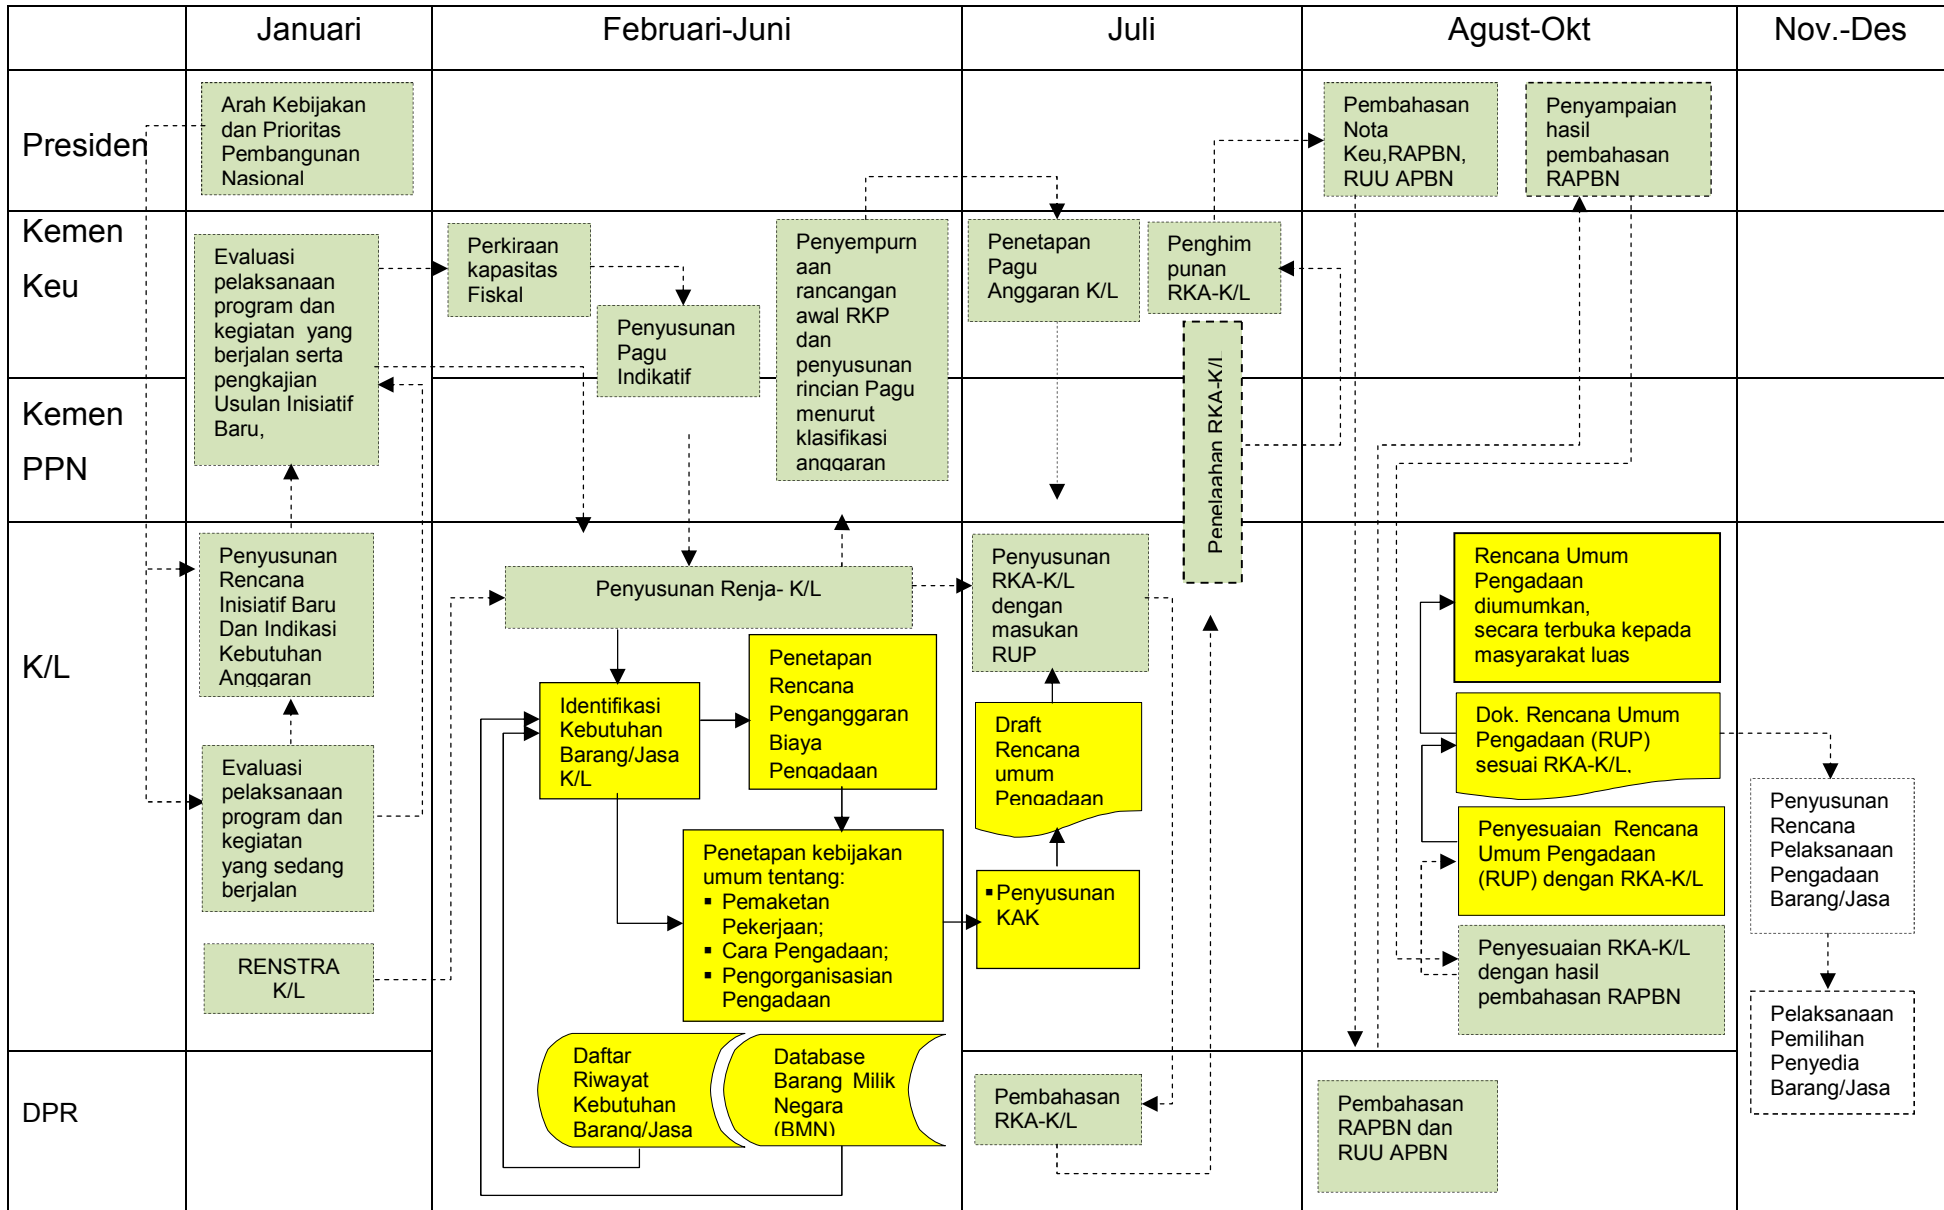 Januari
Februari-Juni
Juli
Agust-Okt
Nov.-Des
Presiden
Arah Kebijakan
dan Prioritas
Pembangunan
Nasional
Pembahasan
Nota
Keu,RAPBN,
RUU APBN
Penyampaian
hasil
pembahasan
RAPBN
Kemen
Keu
Evaluasi
pelaksanaan
program dan
kegiatan yang
berjalan serta
pengkajian
Usulan Inisiatif
Baru,
Perkiraan
kapasitas
Fiskal
Penyusunan
Pagu
Indikatif
Penyempurn
aan
rancangan
awal RKP
dan
penyusunan
rincian Pagu
menurut
klasifikasi
anggaran
Penetapan
Pagu
Anggaran K/L
Penghim
punan
RKA-K/L
Penelaahan RKA-K/L
Kemen
PPN
K/L
Penyusunan
Rencana
Inisiatif Baru
Dan Indikasi
Kebutuhan
Anggaran
Evaluasi
pelaksanaan
program dan
kegiatan
yang sedang
berjalan
RENSTRA
K/L
Penyusunan Renja- K/L
Identifikasi
Kebutuhan
Barang/Jasa
K/L
Penetapan
Rencana
Penganggaran
Biaya
Pengadaan
Penetapan kebijakan
umum tentang:
▪ Pemaketan
Pekerjaan;
▪ Cara Pengadaan;
▪ Pengorganisasian
Pengadaan
Daftar
Riwayat
Kebutuhan
Barang/Jasa
Database
Barang Milik
Negara
(BMN)
Penyusunan
RKA-K/L
dengan
masukan
RUP
Draft
Rencana
umum
Pengadaan
▪ Penyusunan
KAK
Rencana Umum
Pengadaan
diumumkan,
secara terbuka kepada
masyarakat luas
Dok. Rencana Umum
Pengadaan (RUP)
sesuai RKA-K/L.
Penyesuaian Rencana
Umum Pengadaan
(RUP) dengan RKA-K/L
Penyesuaian RKA-K/L
dengan hasil
pembahasan RAPBN
Penyusunan
Rencana
Pelaksanaan
Pengadaan
Barang/Jasa
Pelaksanaan
Pemilihan
Penyedia
Barang/Jasa
DPR
Pembahasan
RKA-K/L
Pembahasan
RAPBN dan
RUU APBN